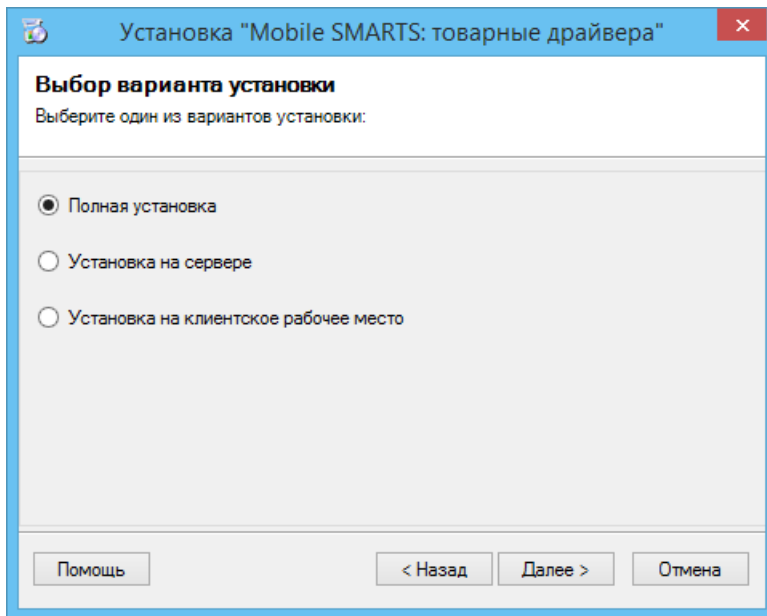 Установка "Mobile SMARTS: товарные драйвера"
Выбор варианта установки
Выберите один из вариантов установки:
Полная установка
Установка на сервере
Установка на клиентское рабочее место
Помощь
< Назад
Далее >
Отмена